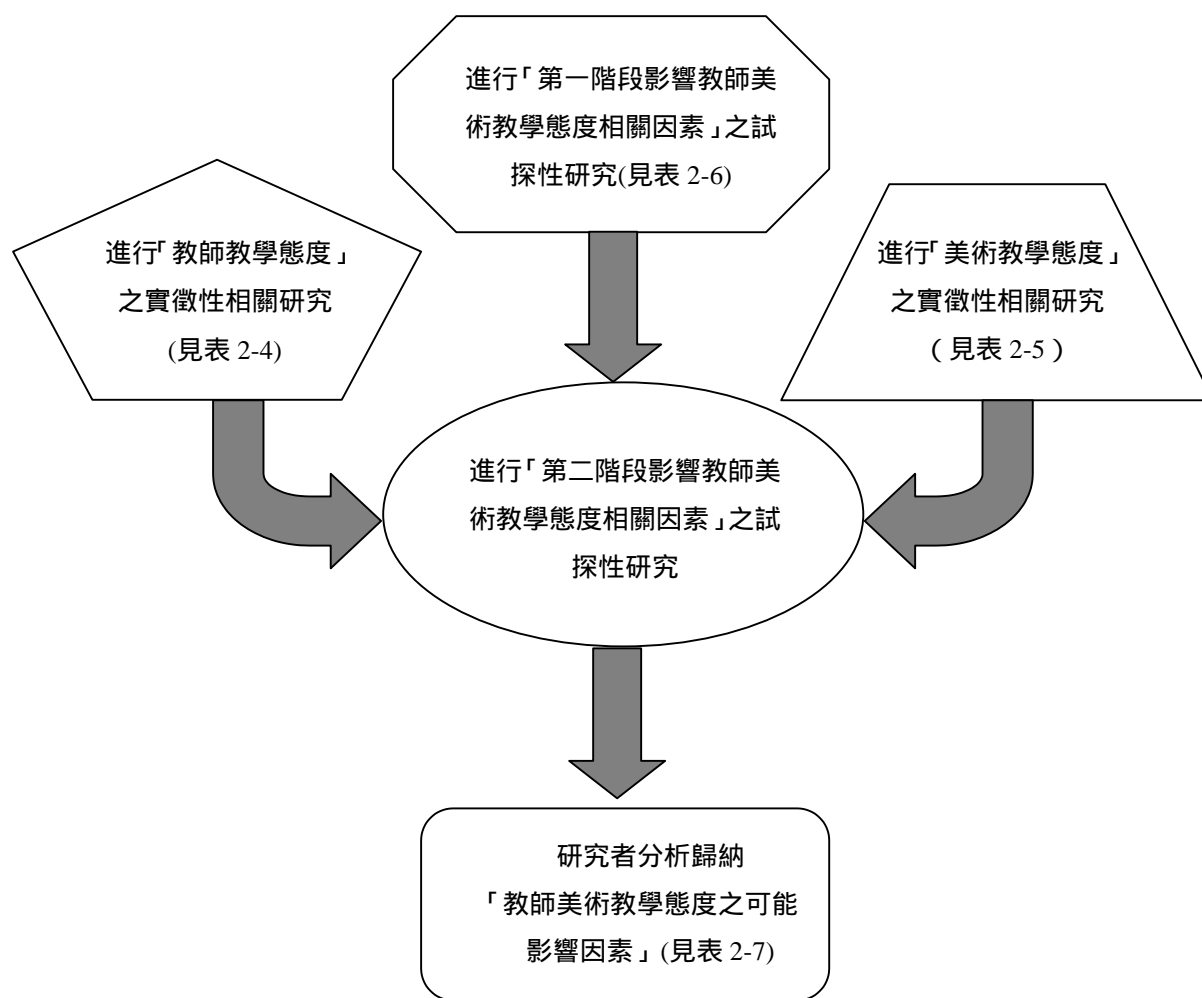 進行「第一階段影響教師美
術教學態度相關因素」之試
探性研究(見表 2-6)
進行「教師教學態度」
之實徵性相關研究
(見表 2-4)
進行「美術教學態度」
之實徵性相關研究
（見表 2-5）
進行「第二階段影響教師美
術教學態度相關因素」之試
探性研究
研究者分析歸納
「教師美術教學態度之可能
影響因素」(見表 2-7)